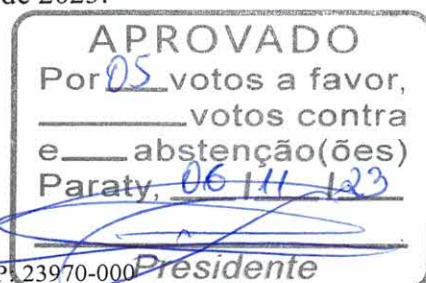 de 2023.
APROVADO
Por 05 votos a favor,
votos contra
e abstenção(ões)
Paraty, 06 / 11 / 23
P: 23970-000
Presidente